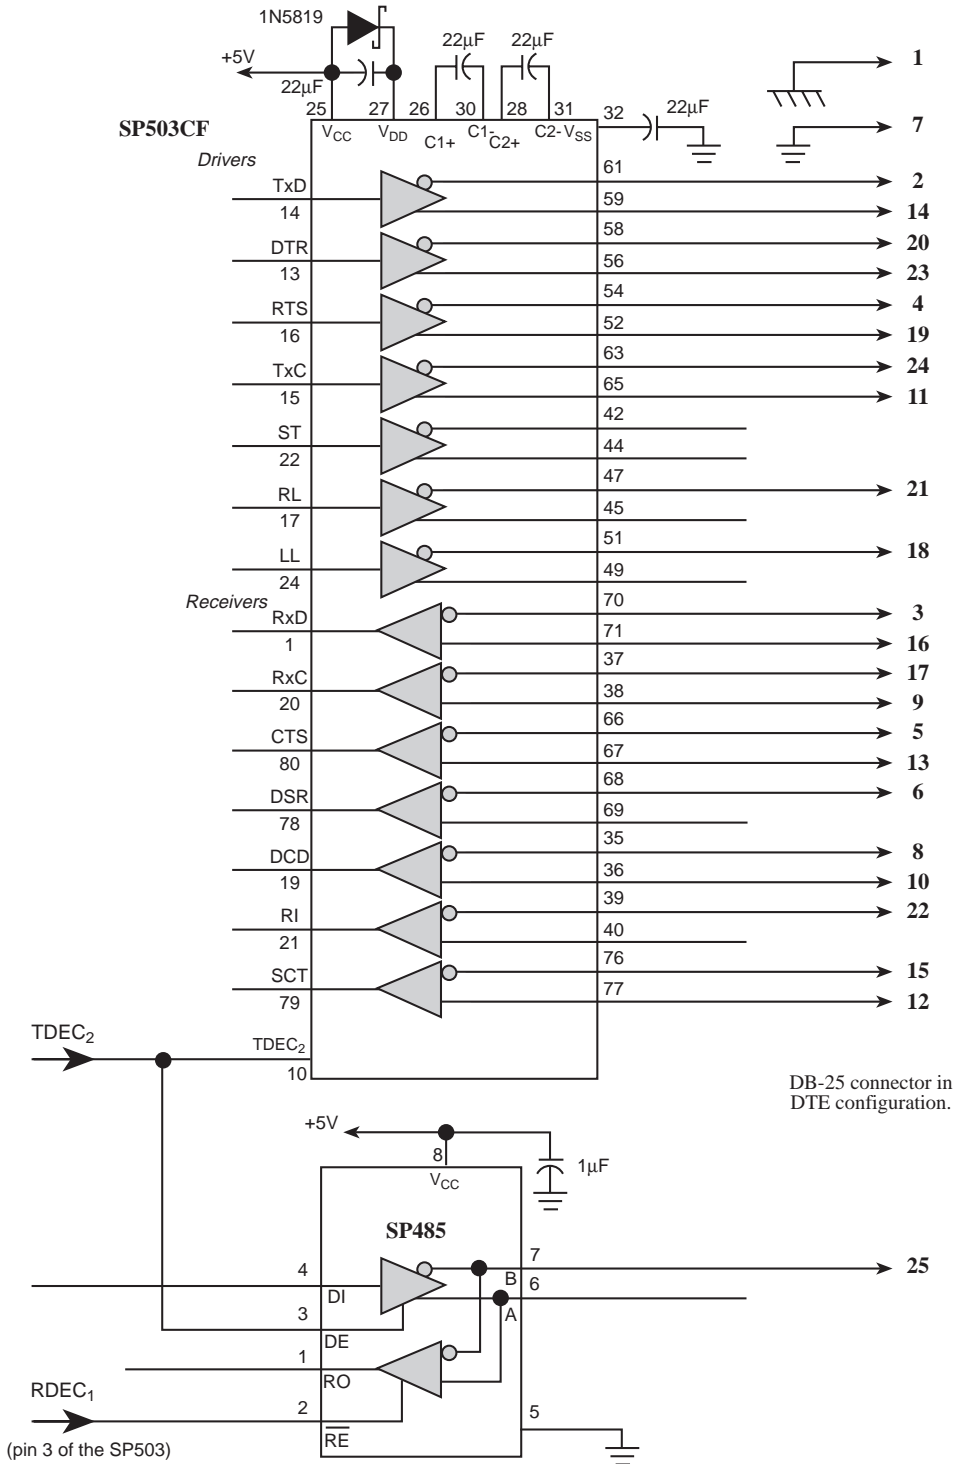 1N5819
22µF 22µF
+5V
22µF
1
SP503CF
25 27 26 30 28 31 32 22µF
VCC VDD C1+ C1- C2+ C2- VSS
7
Drivers
TxD 14 61 2
59 14
DTR 13 58 20
56 23
RTS 16 54 4
52 19
TxC 15 63 24
65 11
ST 22 42
44
RL 17 47 21
45
LL 24 51 18
49
Receivers
RxD 1 70 3
71 16
RxC 20 37 17
38 9
CTS 80 66 5
67 13
DSR 78 68 6
69
DCD 19 35 8
36 10
RI 21 39 22
40
SCT 79 76 15
77 12
TDEC2 TDEC2
10
DB-25 connector in
DTE configuration.
+5V
8 1µF
VCC
SP485
4 DI 7 B 25
3 DE 6 A
1 RO
RDEC1 2 RE 5
(pin 3 of the SP503)